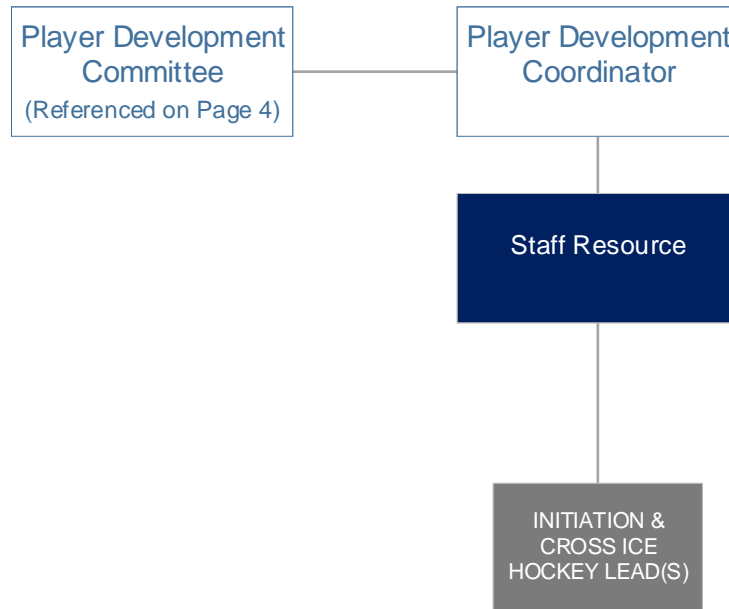 Player Development
Committee
(Referenced on Page 4)
Player Development
Coordinator
Staff Resource
INITIATION &
CROSS ICE
HOCKEY LEAD(S)